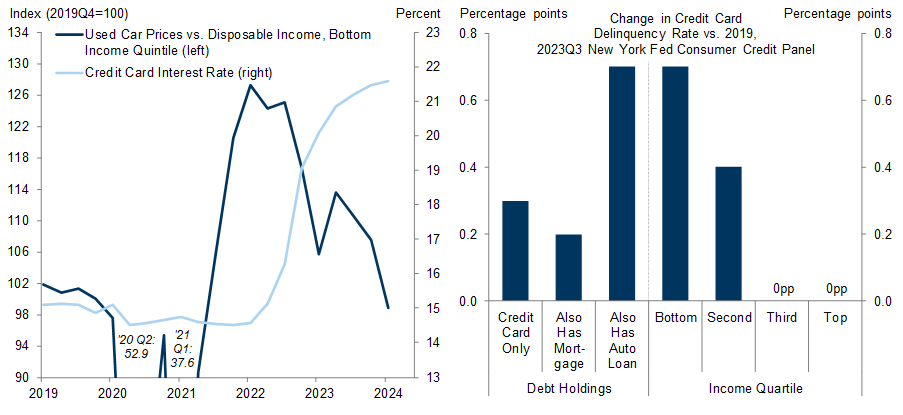 Index (2019Q4=100)
Percent
134
130
126
122
118
114
110
106
102
98
94
90
23
22
21
20
19
18
17
16
15
14
13
Used Car Prices vs. Disposable Income, Bottom
Income Quintile (left)
Credit Card Interest Rate (right)
'20 Q2:
52.9
'21
Q1:
37.6
2019
2020
2021
2022
2023
2024
Percentage points
Percentage points
Change in Credit Card
Delinquency Rate vs. 2019,
2023Q3 New York Fed Consumer Credit Panel
0.8
0.6
0.4
0.2
0.0
0.8
0.6
0.4
0.2
0.0
0pp
0pp
Credit
Card
Only
Also
Has
Mort-
gage
Also
Has
Auto
Loan
Bottom
Second
Third
Top
Debt Holdings
Income Quartile